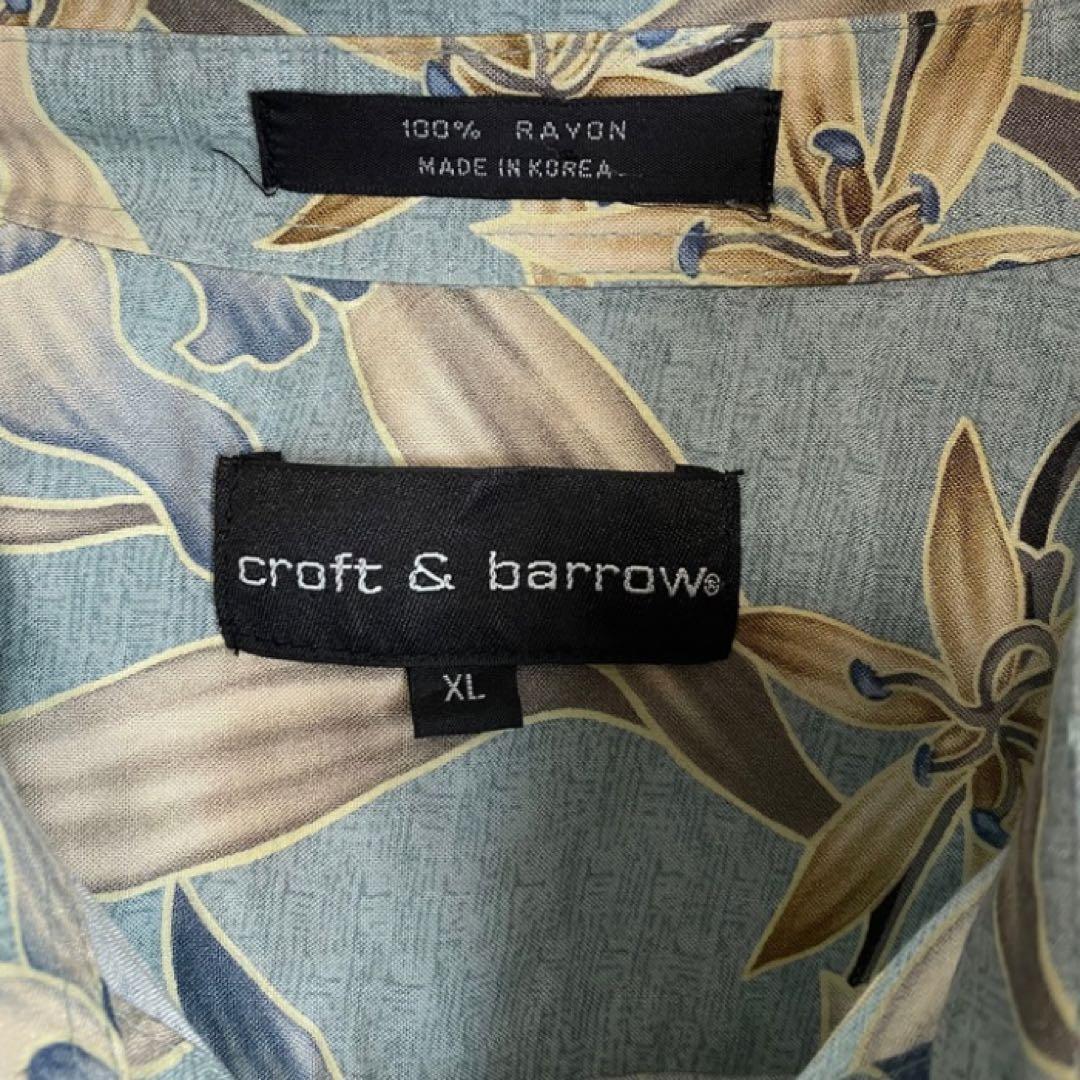 100% RAYON
MADE IN KOREA
croft & barrow®
XL